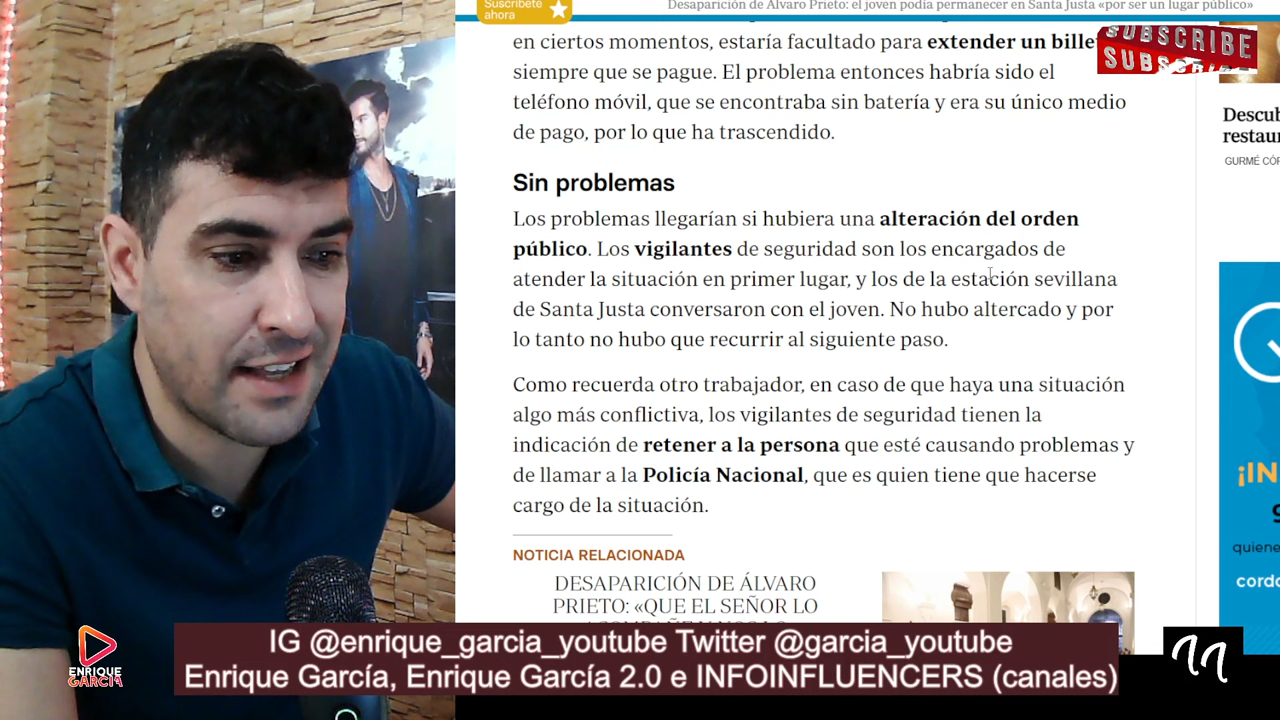 Suscríbete
ahora
Desaparición de Álvaro Prieto: el joven podía permanecer en Santa Justa «por ser un lugar público»
en ciertos momentos, estaría facultado para extender un bille
siempre que se pague. El problema entonces habría sido el
teléfono móvil, que se encontraba sin batería y era su único medio
de pago, por lo que ha trascendido.
SUBSCRIBE
SUBSCRIBE
Descub
restau
GURMÉ CÓR
Sin problemas
Los problemas llegarían si hubiera una alteración del orden
público. Los vigilantes de seguridad son los encargados de
atender la situación en primer lugar, y los de la estación sevillana
de Santa Justa conversaron con el joven. No hubo altercado y por
lo tanto no hubo que recurrir al siguiente paso.
Como recuerda otro trabajador, en caso de que haya una situación
algo más conflictiva, los vigilantes de seguridad tienen la
indicación de retener a la persona que esté causando problemas y
de llamar a la Policía Nacional, que es quien tiene que hacerse
cargo de la situación.
NOTICIA RELACIONADA
DESAPARICIÓN DE ÁLVARO
PRIETO: «QUE EL SEÑOR LO
¡IN
quiene
cordo
IG @enrique_garcia_youtube Twitter @garcia_youtube
Enrique García, Enrique García 2.0 e INFOINFLUENCERS (canales)
ENRIQUE
GARCÍA